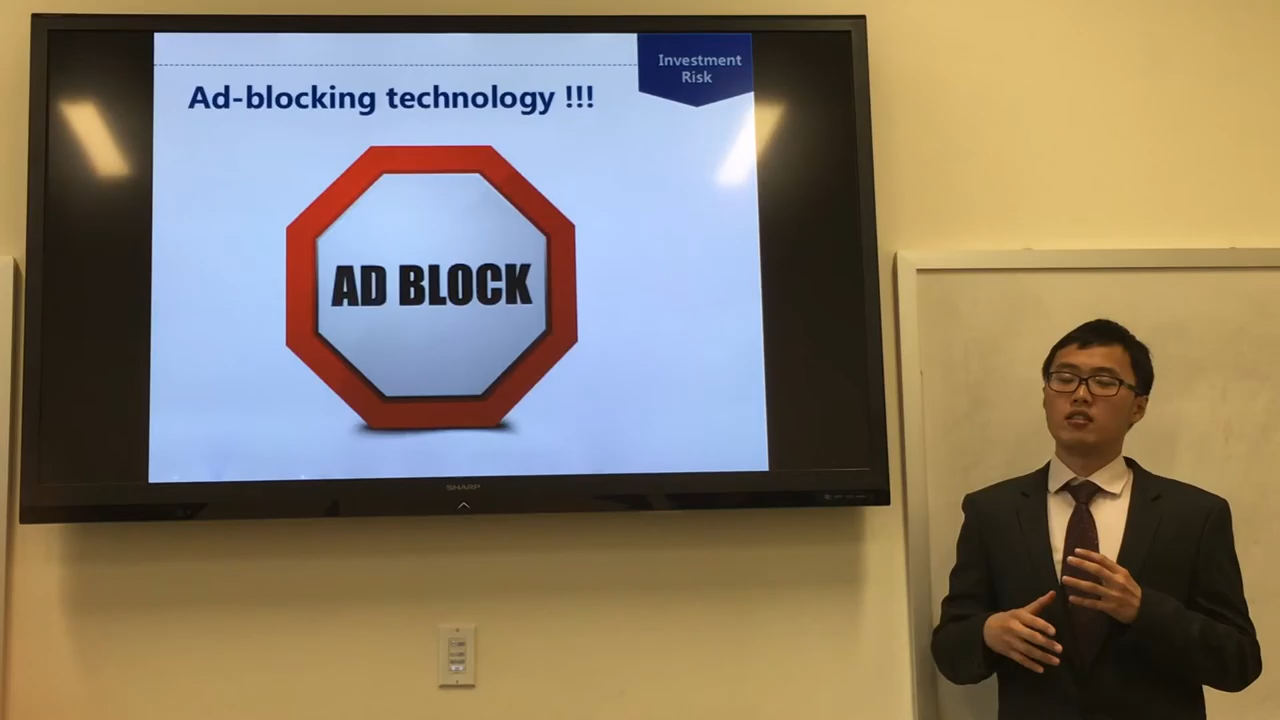 Investment
Risk
Ad-blocking technology !!!
AD BLOCK
SHARP